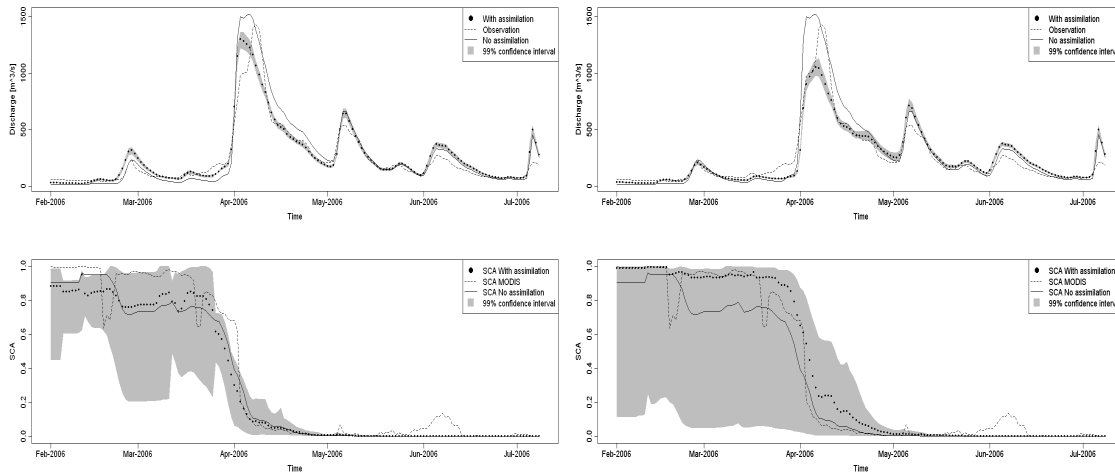 1500
1000
500
0
Discharge [m^3/s]
Feb-2006 Mar-2006 Apr-2006 May-2006 Jun-2006 Jul-2006
Time
With assimilation
Observation
No assimilation
99% confidence interval
1500
1000
500
0
Discharge [m^3/s]
Feb-2006 Mar-2006 Apr-2006 May-2006 Jun-2006 Jul-2006
Time
With assimilation
Observation
No assimilation
99% confidence interval
1.0
0.8
0.6
0.4
0.2
0.0
SCA
Feb-2006 Mar-2006 Apr-2006 May-2006 Jun-2006 Jul-2006
Time
SCA With assimilation
SCA MODIS
SCA No assimilation
99% confidence interval
1.0
0.8
0.6
0.4
0.2
0.0
SCA
Feb-2006 Mar-2006 Apr-2006 May-2006 Jun-2006 Jul-2006
Time
SCA With assimilation
SCA MODIS
SCA No assimilation
99% confidence interva